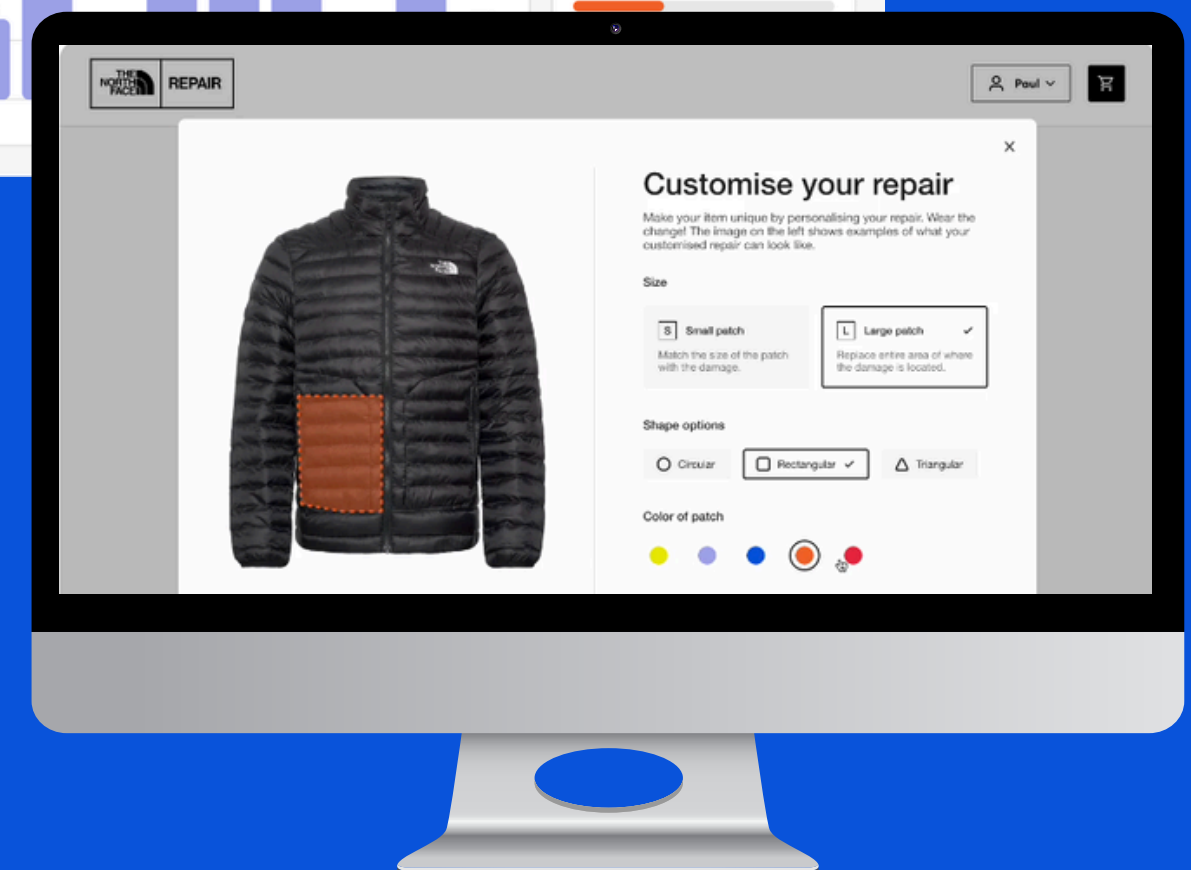 THE
NORTH
FACE
REPAIR
Paul
Customise your repair
Make your item unique by personalising your repair. Wear the
change! The image on the left shows examples of what your
customised repair can look like.
Size
S Small patch
Match the size of the patch
with the damage.
L Large patch
Replace entire area of where
the damage is located.
Shape options
Circular
Rectangular
Triangular
Color of patch